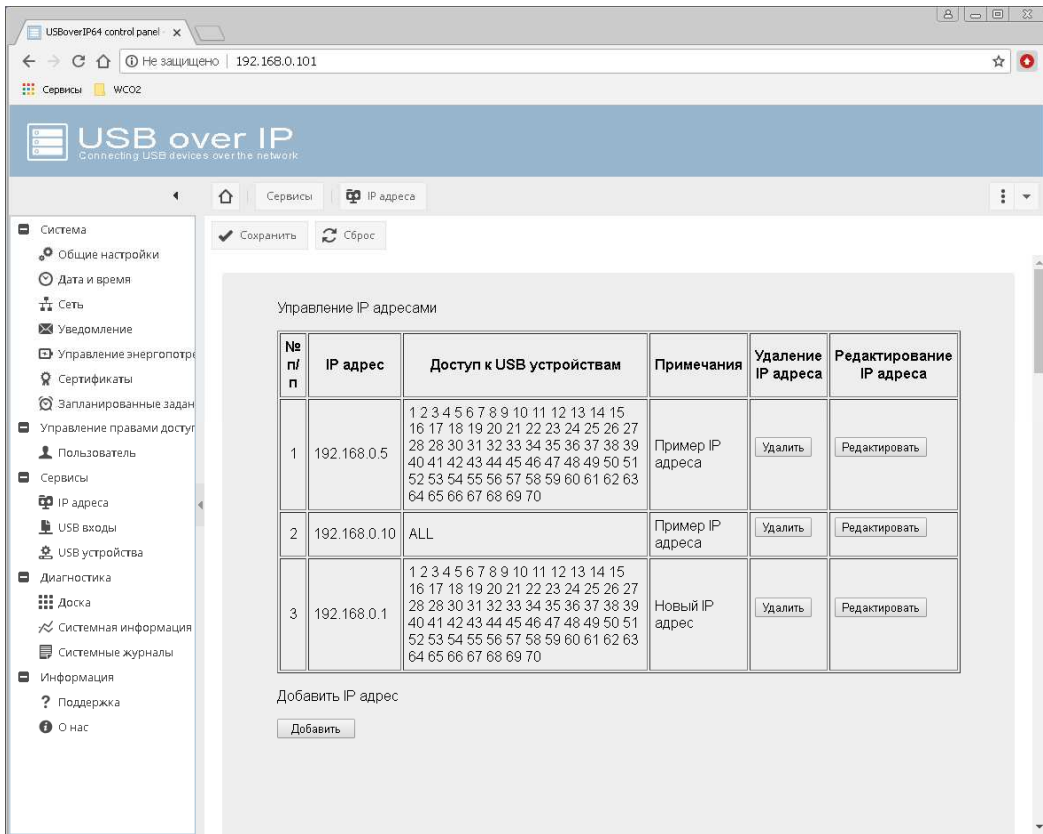 USBoverIP64 control panel -
Не защищено | 192.168.0.101
Сервисы WCO2
USB over IP
Connecting USB devices over the network
Сервисы IP адреса
Сохранить Сброс
Система
Общие настройки
Дата и время
Сеть
Уведомление
Управление энергопотре
Сертификаты
Запланированные задан
Управление правами доступ
Пользователь
Сервисы
IP адреса
USB входы
USB устройства
Диагностика
Доска
Системная информация
Системные журналы
Информация
Поддержка
О нас
Управление IP адресами
№ п/п IP адрес Доступ к USB устройствам Примечания Удаление IP адреса Редактирование IP адреса
1 192.168.0.5
1 2 3 4 5 6 7 8 9 10 11 12 13 14 15
16 17 18 19 20 21 22 23 24 25 26 27
28 28 30 31 32 33 34 35 36 37 38 39
40 41 42 43 44 45 46 47 48 49 50 51
52 53 54 55 56 57 58 59 60 61 62 63
64 65 66 67 68 69 70
Пример IP
адреса
Удалить Редактировать
2 192.168.0.10 ALL
Пример IP
адреса
Удалить Редактировать
3 192.168.0.1
1 2 3 4 5 6 7 8 9 10 11 12 13 14 15
16 17 18 19 20 21 22 23 24 25 26 27
28 28 30 31 32 33 34 35 36 37 38 39
40 41 42 43 44 45 46 47 48 49 50 51
52 53 54 55 56 57 58 59 60 61 62 63
64 65 66 67 68 69 70
Новый IP
адрес
Удалить Редактировать
Добавить IP адрес
Добавить